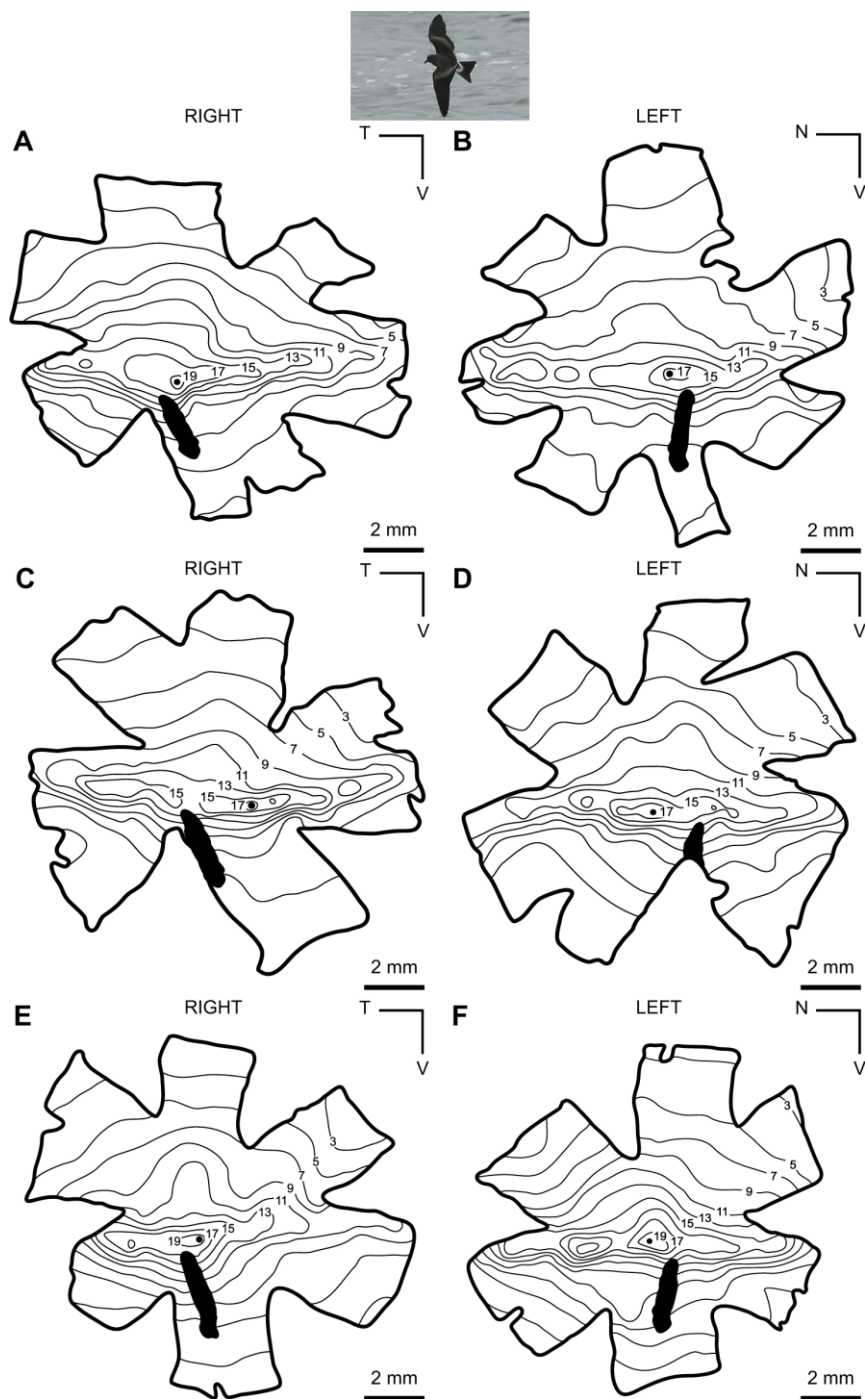 RIGHT LEFT
A T V B N V
19 17 15 13 11 9 7 5
17 15 13 11 9 7 5 3
2 mm 2 mm
RIGHT LEFT
C T V D N V
15 15 17 13 11 9 7 5 3
17 15 13 11 9 7 5 3
2 mm 2 mm
RIGHT LEFT
E T V F N V
19 17 15 13 11 9 7 5 3
19 17 15 13 11 9 7 5 3
2 mm 2 mm